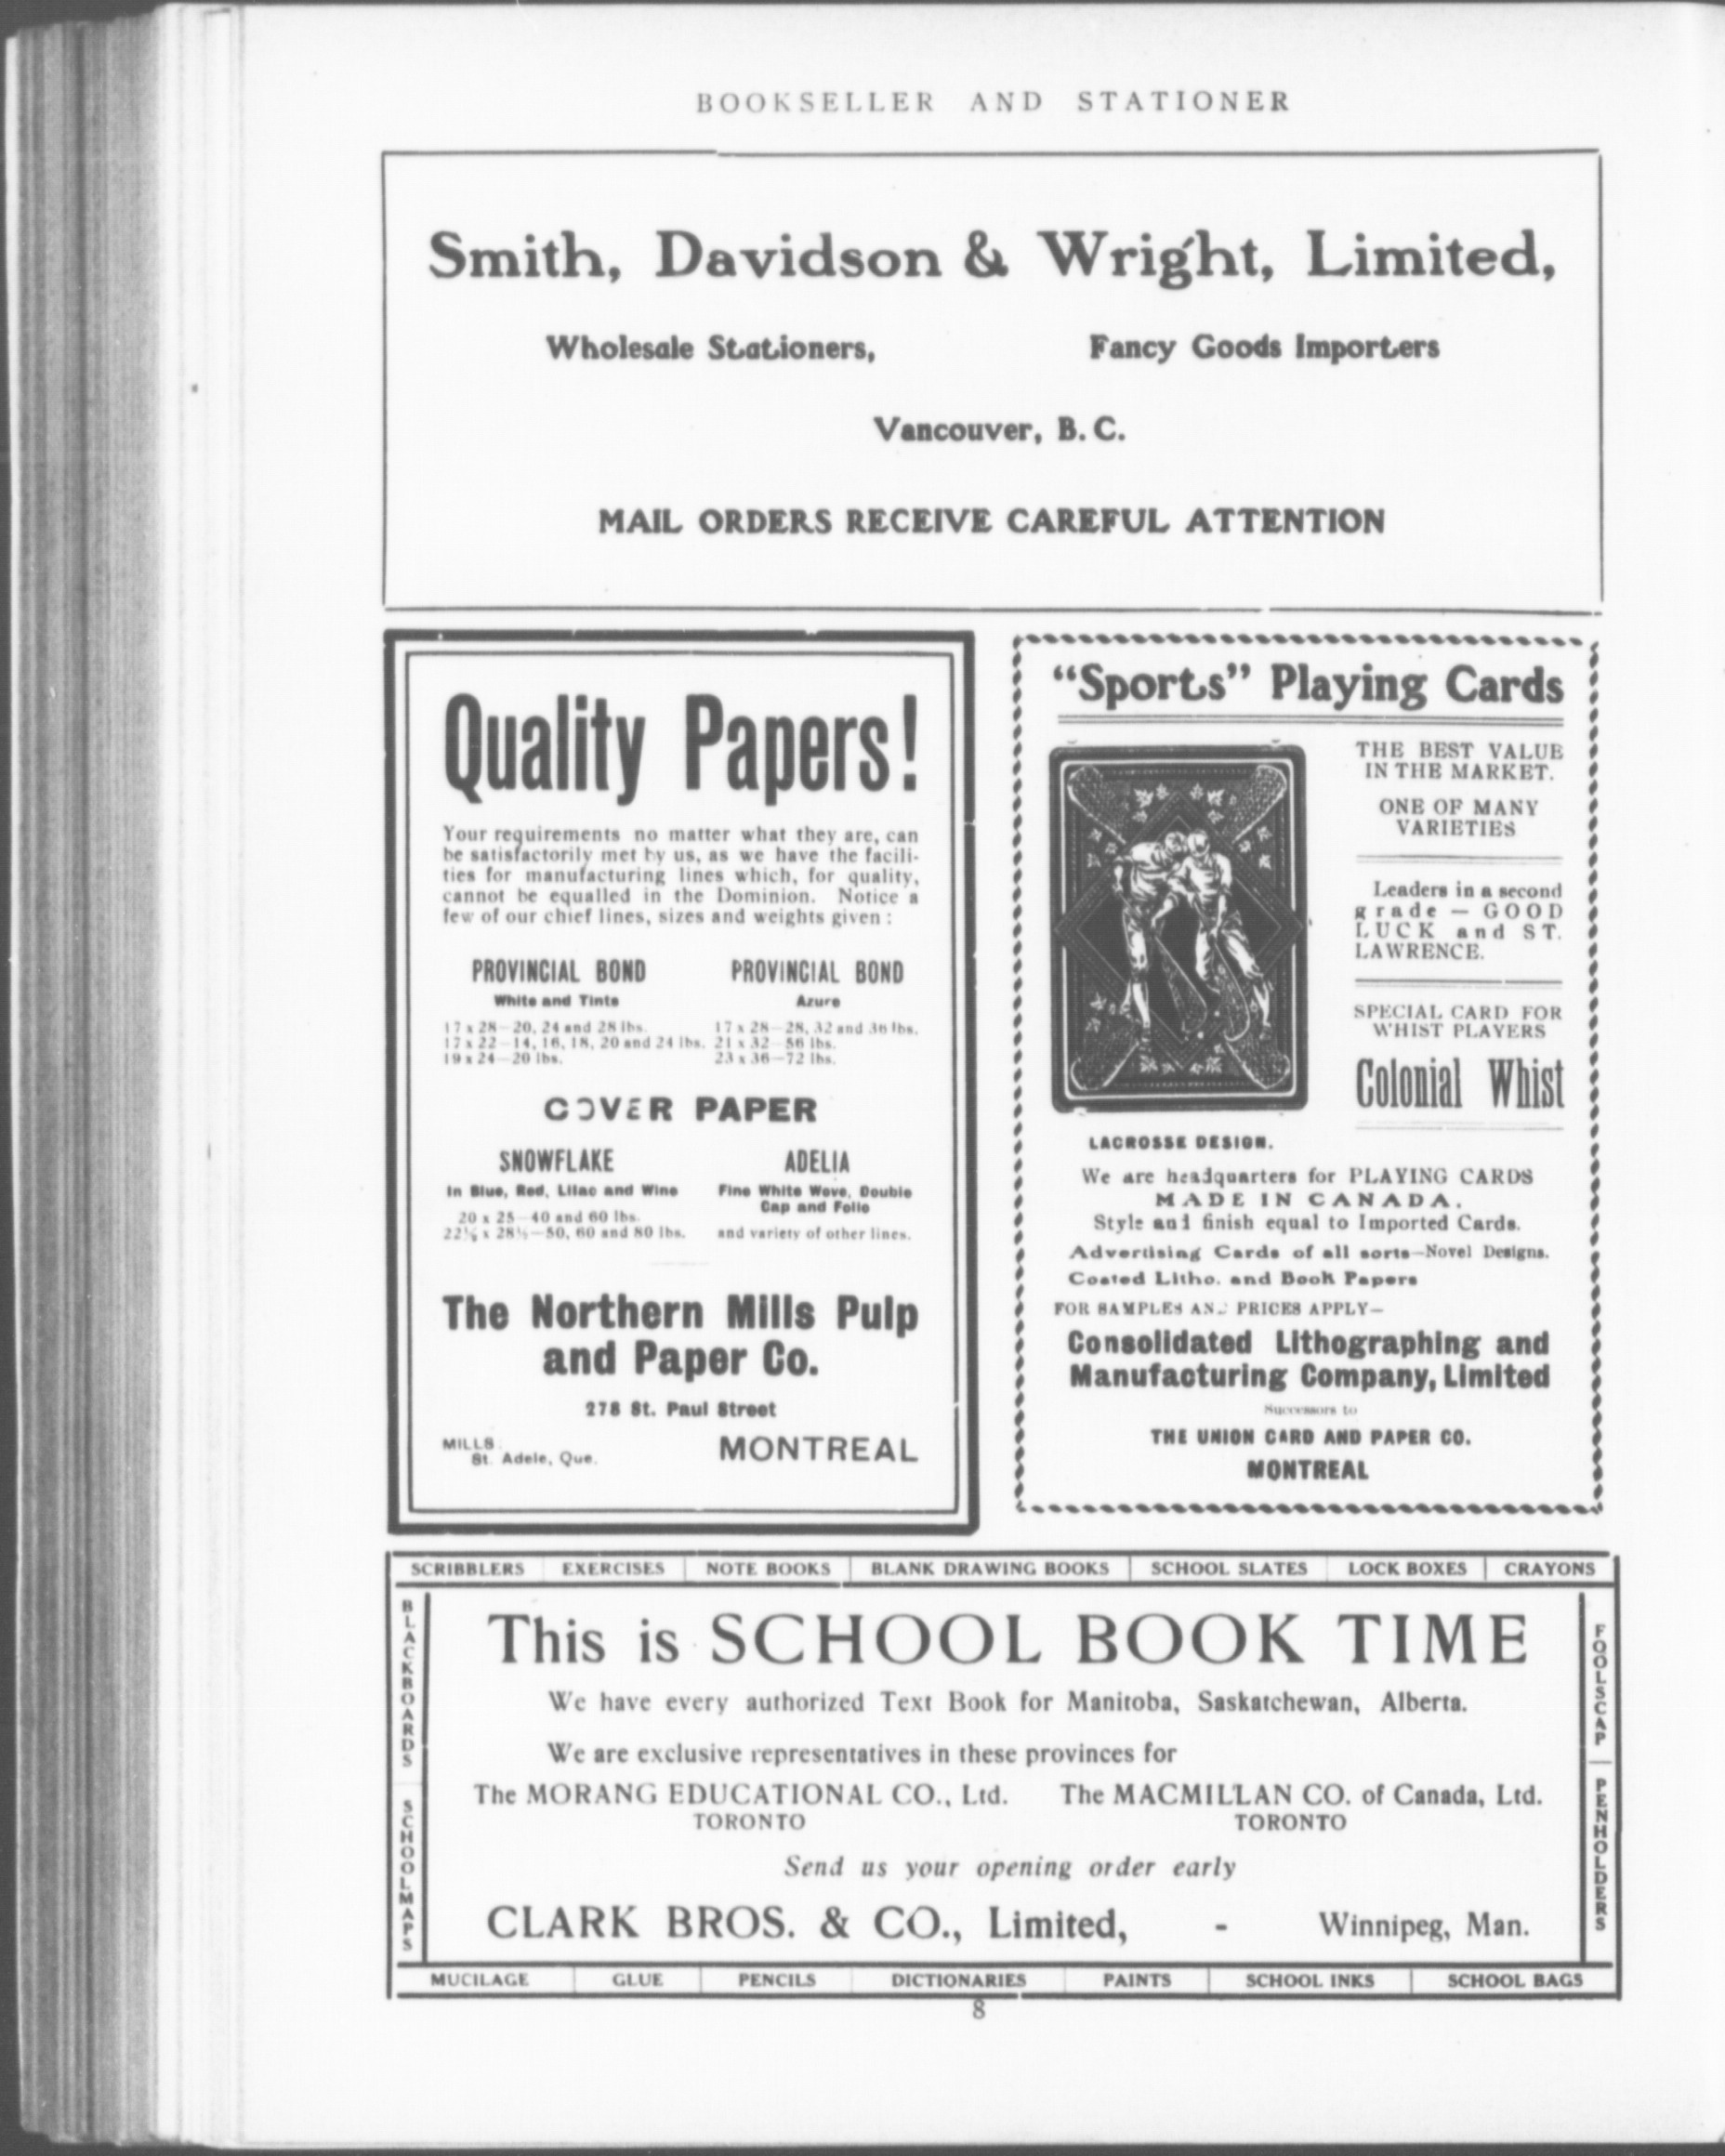 BOOKSELLER AND STATIONER
Smith, Davidson & Wright, Limited,
Wholesale Stationers, Fancy Goods Importers
Vancouver, B. C.
MAIL ORDERS RECEIVE CAREFUL ATTENTION
Quality Papers!
Your requirements no matter what they are, can
be satisfactorily met by us, as we have the facili-
ties for manufacturing lines which, for quality,
cannot be equalled in the Dominion. Notice a
few of our chief lines, sizes and weights given :
PROVINCIAL BOND
White and Tints
17 x 28—20, 24 and 28 lbs.
17 x 22—14, 16, 18, 20 and 24 lbs.
19 x 24—20 lbs.
PROVINCIAL BOND
Azure
17 x 28—28, 32 and 36 lbs.
21 x 32—56 lbs.
23 x 36—72 lbs.
COVER PAPER
SNOWFLAKE
In Blue, Red, Lilac and Wine
20 x 25—40 and 60 lbs.
22½ x 28½—50, 60 and 80 lbs.
ADELIA
Fine White Wove, Double
Cap and Folio
and variety of other lines.
The Northern Mills Pulp
and Paper Co.
278 St. Paul Street
MILLS:
St. Adele, Que.
MONTREAL
"Sports" Playing Cards
THE BEST VALUE
IN THE MARKET.
ONE OF MANY
VARIETIES
Leaders in a second
grade — GOOD
LUCK and ST.
LAWRENCE.
SPECIAL CARD FOR
WHIST PLAYERS
Colonial Whist
LACROSSE DESIGN.
We are headquarters for PLAYING CARDS
MADE IN CANADA.
Style and finish equal to Imported Cards.
Advertising Cards of all sorts—Novel Designs.
Coated Litho. and Book Papers
FOR SAMPLES AND PRICES APPLY—
Consolidated Lithographing and
Manufacturing Company, Limited
Successors to
THE UNION CARD AND PAPER CO.
MONTREAL
SCRIBBLERS EXERCISES NOTE BOOKS BLANK DRAWING BOOKS SCHOOL SLATES LOCK BOXES CRAYONS
BLACKBOARDS
SCHOOL MAPS
This is SCHOOL BOOK TIME
We have every authorized Text Book for Manitoba, Saskatchewan, Alberta.
We are exclusive representatives in these provinces for
The MORANG EDUCATIONAL CO., Ltd. The MACMILLAN CO. of Canada, Ltd.
TORONTO TORONTO
Send us your opening order early
CLARK BROS. & CO., Limited, - Winnipeg, Man.
FOOLSCAP
PENHOLDERS
MUCILAGE GLUE PENCILS DICTIONARIES PAINTS SCHOOL INKS SCHOOL BAGS
8